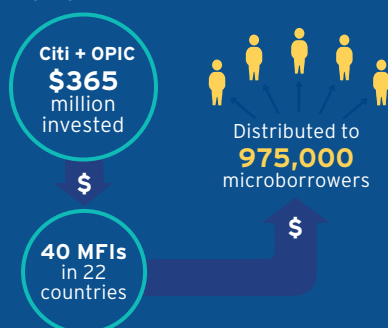 Citi + OPIC
$365
million
invested
$
40 MFIs
in 22
countries
$
Distributed to
975,000
microborrowers